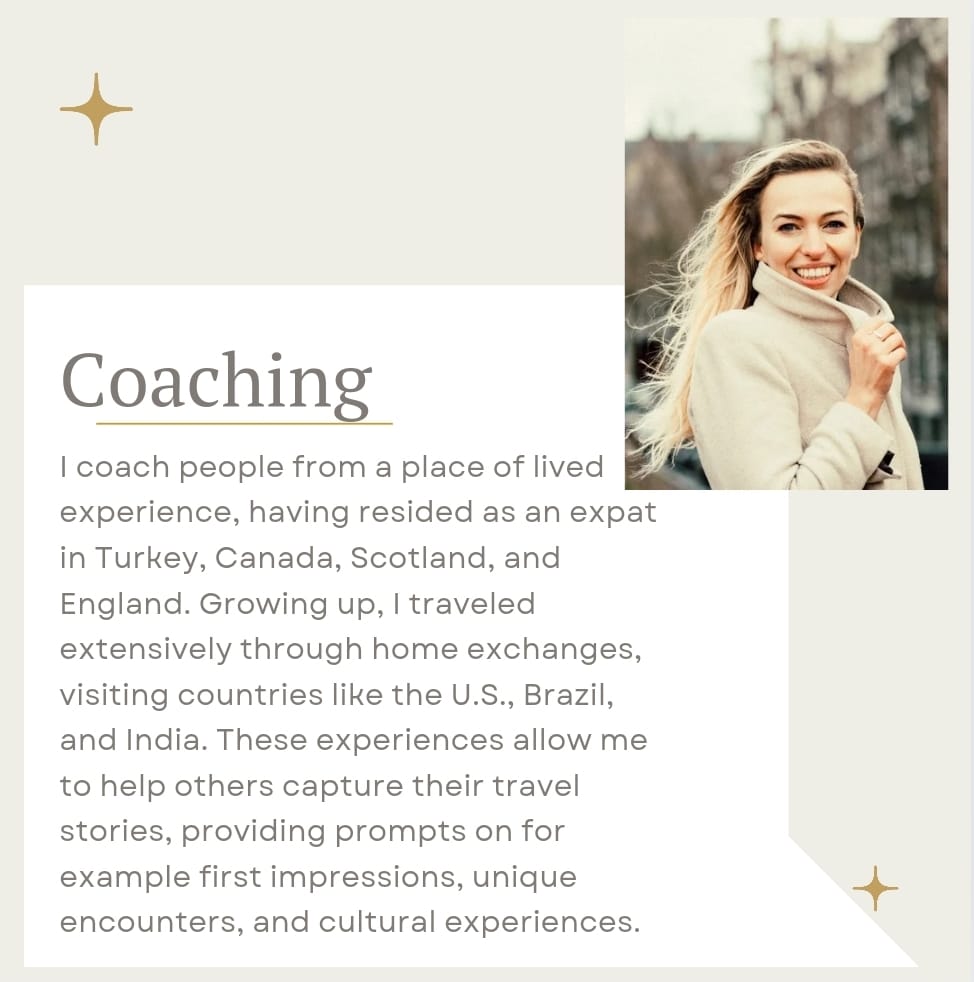 Coaching
I coach people from a place of lived
experience, having resided as an expat
in Turkey, Canada, Scotland, and
England. Growing up, I traveled
extensively through home exchanges,
visiting countries like the U.S., Brazil,
and India. These experiences allow me
to help others capture their travel
stories, providing prompts on for
example first impressions, unique
encounters, and cultural experiences.